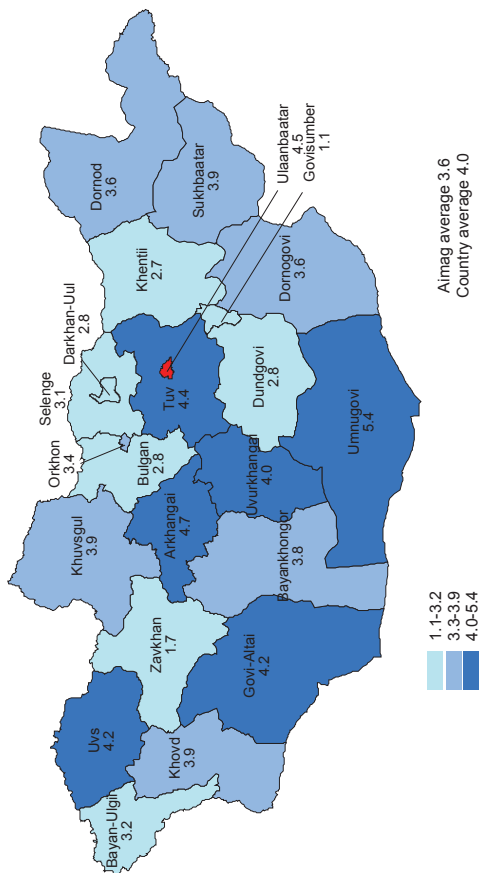 Bayan-Ulgii
3.2
Uvs
4.2
Khovd
3.9
Zavkhan
1.7
Govi-Altai
4.2
Khuvsgul
3.9
Arkhangai
4.7
Bayankhongor
3.8
Orkhon
3.4
Bulgan
2.8
Uvurkhangai
4.0
Selenge
3.1
Darkhan-Uul
2.8
Tuv
4.4
Dundgovi
2.8
Umnugovi
5.4
Khentii
2.7
Dornogovi
3.6
Dornod
3.6
Sukhbaatar
3.9
Ulaanbaatar
4.5
Govisumber
1.1
1.1-3.2
3.3-3.9
4.0-5.4
Aimag average 3.6
Country average 4.0